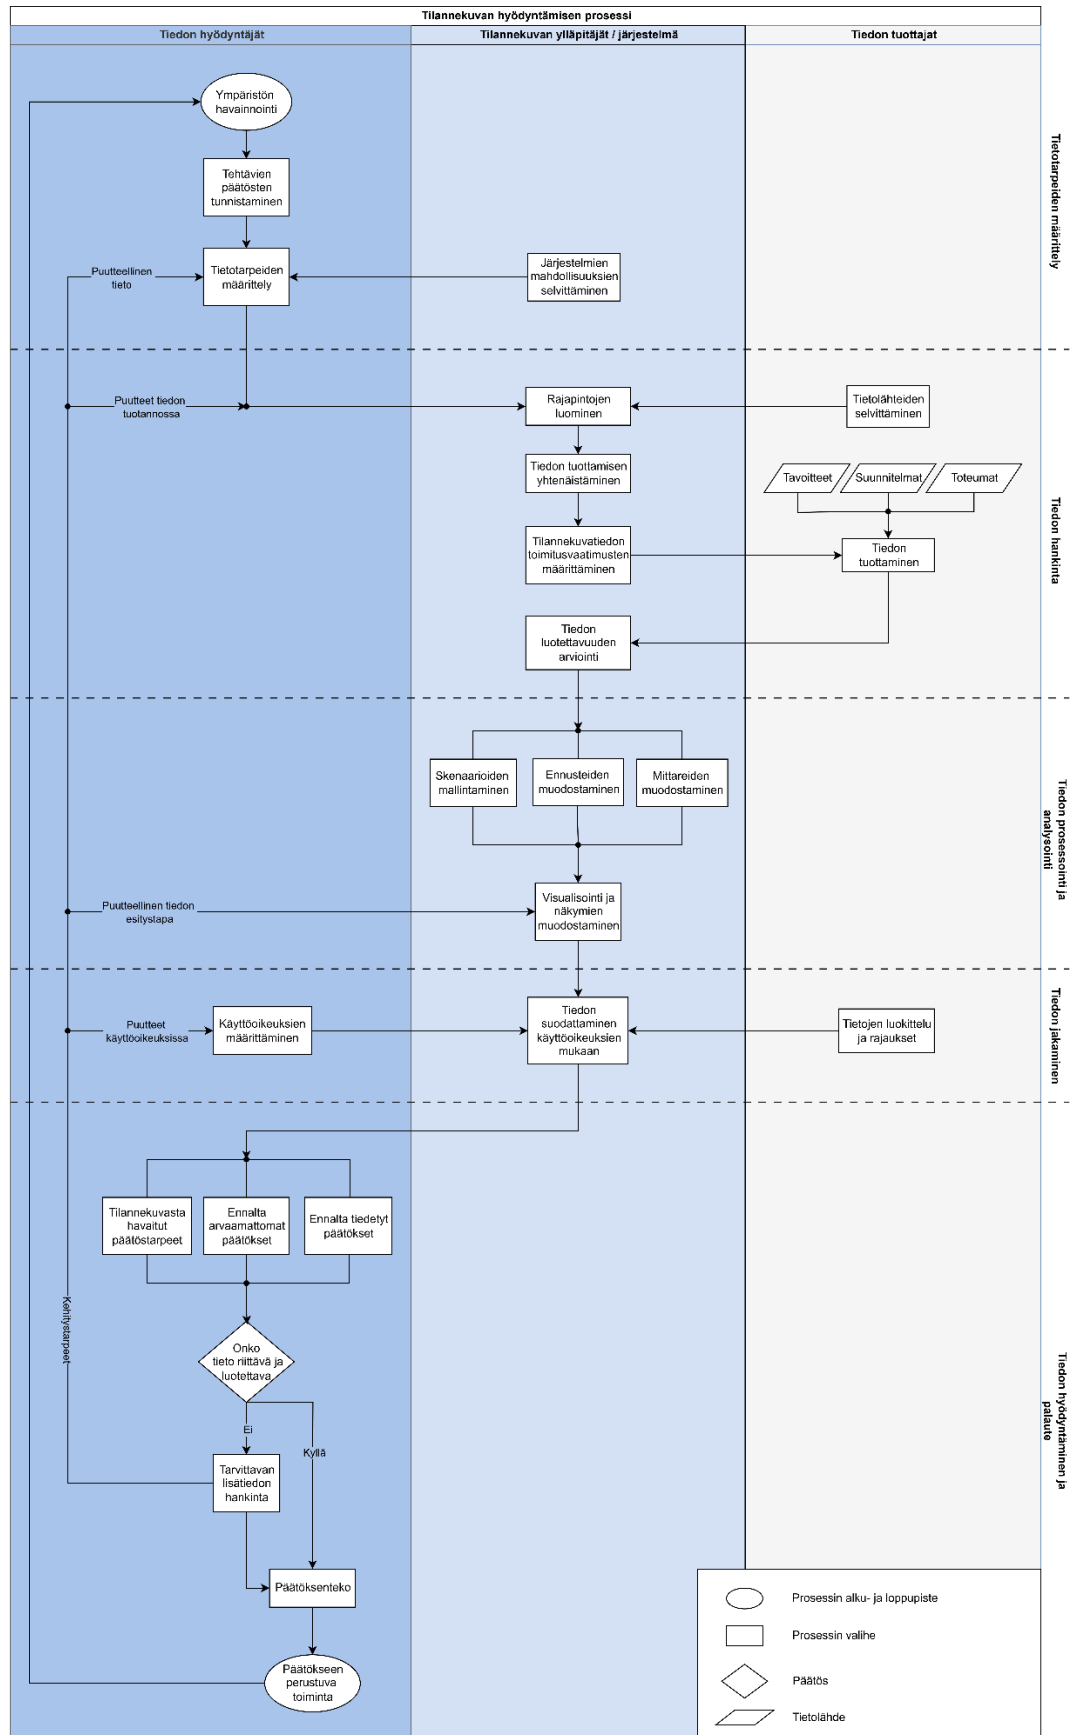 Tilannekuvan hyödyntämisen prosessi
Tiedon hyödyntäjät
Tilannekuvan ylläpitäjät / järjestelmä
Tiedon tuottajat
Tietotarpeiden määrittely
Ympäristön
havainnointi
Tehtävien
päätösten
tunnistaminen
Puutteellinen
tieto
Tietotarpeiden
määrittely
Järjestelmien
mahdollisuuksien
selvittäminen
Tiedon hankinta
Puutteet tiedon
tuotannossa
Rajapintojen
luominen
Tietolähteiden
selvittäminen
Tiedon tuottamisen
yhtenäistäminen
Tavoitteet
Suunnitelmat
Toteumat
Tilannekuvatiedon
toimitusvaatimusten
määrittäminen
Tiedon
tuottaminen
Tiedon
luotettavuuden
arviointi
Tiedon prosessointi ja
analysointi
Skenaarioiden
mallintaminen
Ennusteiden
muodostaminen
Mittareiden
muodostaminen
Puutteellinen tiedon
esitystapa
Visualisointi ja
näkymien
muodostaminen
Tiedon jakaminen
Puutteet
käyttöoikeuksissa
Käyttöoikeuksien
määrittäminen
Tiedon
suodattaminen
käyttöoikeuksien
mukaan
Tietojen luokittelu
ja rajaukset
Tiedon hyödyntäminen ja
palaute
Tilannekuvasta
havaitut
päätöstarpeet
Ennalta
arvaamattomat
päätökset
Ennalta tiedetyt
päätökset
Kehitystarpeet
Onko
tieto riittävä ja
luotettava
Ei
Kyllä
Tarvittavan
lisätiedon
hankinta
Päätöksenteko
Päätökseen
perustuva
toiminta
Prosessin alku- ja loppupiste
Prosessin valihe
Päätös
Tietolähde